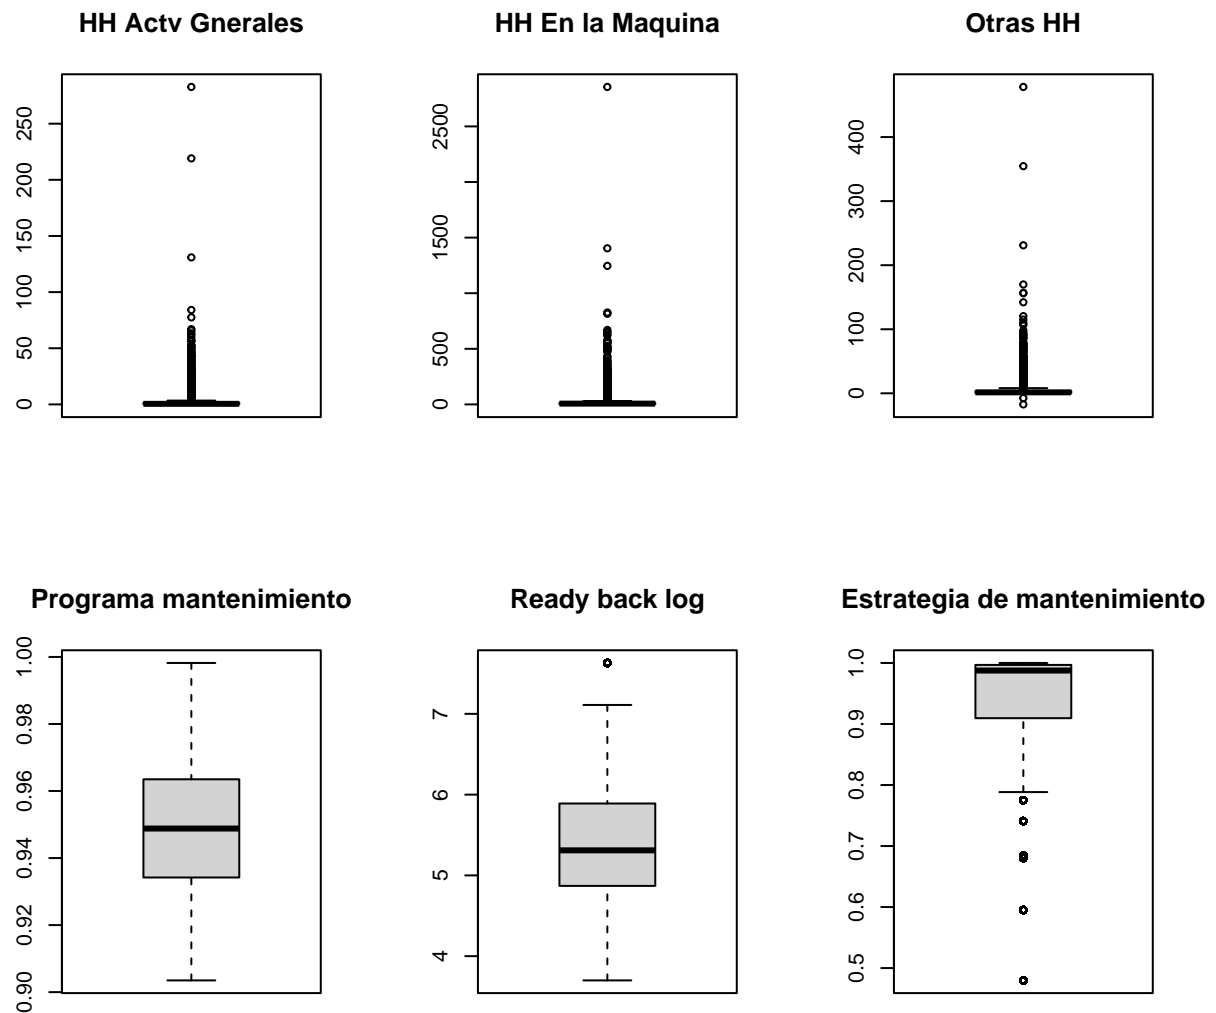 HH Actv Gnerales
HH En la Maquina
Otras HH
0 50 100 150 200 250
0 500 1500 2500
0 100 200 300 400
Programa mantenimiento
Ready back log
Estrategia de mantenimiento
0.90 0.92 0.94 0.96 0.98 1.00
4 5 6 7
0.5 0.6 0.7 0.8 0.9 1.0